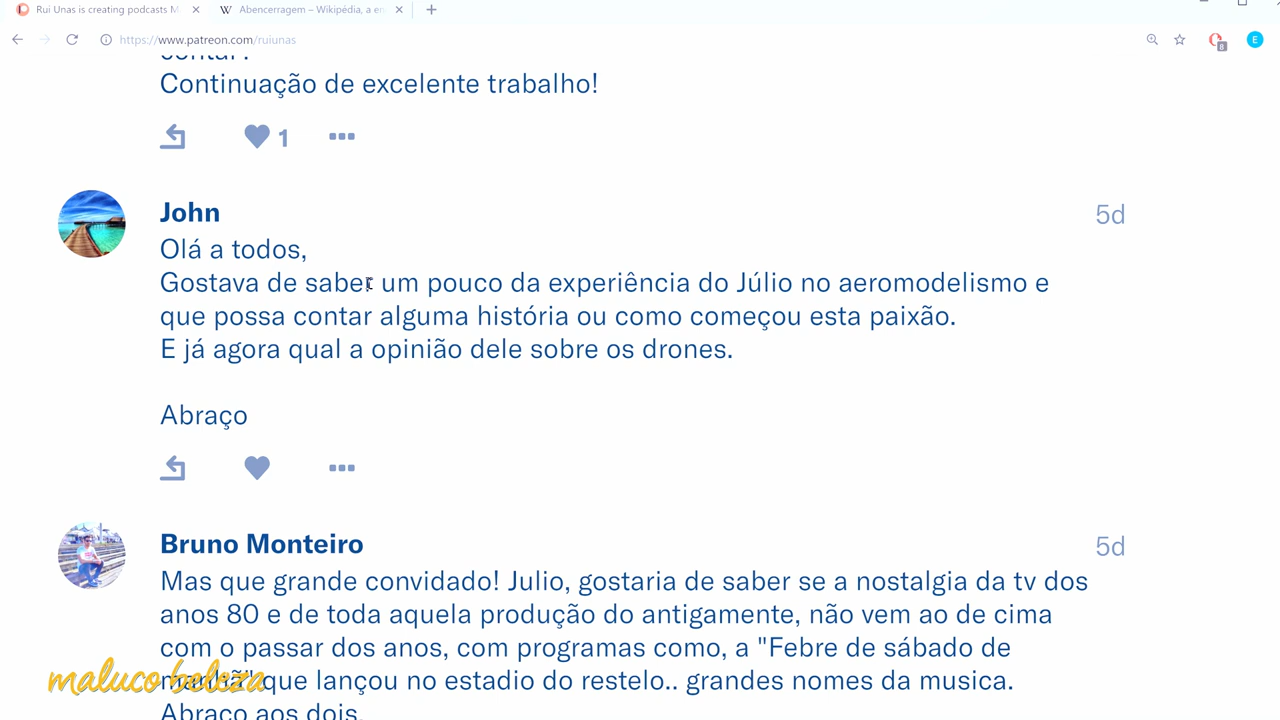 Rui Unas is creating podcasts M
Abencerragem – Wikipédia, a en
https://www.patreon.com/ruiunas
8
E
contar?
Continuação de excelente trabalho!
1
John
5d
Olá a todos,
Gostava de saber um pouco da experiência do Júlio no aeromodelismo e
que possa contar alguma história ou como começou esta paixão.
E já agora qual a opinião dele sobre os drones.
Abraço
Bruno Monteiro
5d
Mas que grande convidado! Julio, gostaria de saber se a nostalgia da tv dos
anos 80 e de toda aquela produção do antigamente, não vem ao de cima
com o passar dos anos, com programas como, a "Febre de sábado de
manhã" que lançou no estadio do restelo.. grandes nomes da musica.
maluco beleza
Abraço aos dois.